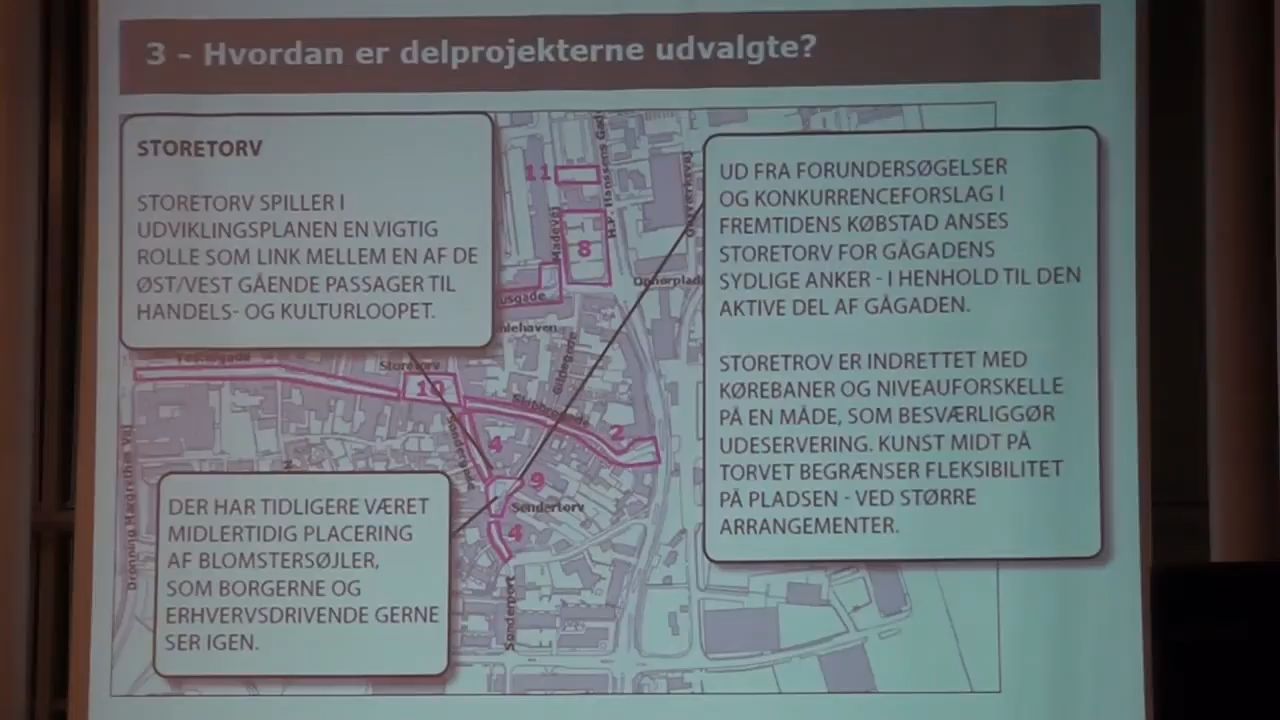 3 – Hvordan er delprojekterne udvalgte?
STORETORV
STORETORV SPILLER I
UDVIKLINGSPLANEN EN VIGTIG
ROLLE SOM LINK MELLEM EN AF DE
ØST/VEST GÅENDE PASSAGER TIL
HANDELS- OG KULTURLOOPET.
UD FRA FORUNDERSØGELSER
OG KONKURRENCEFORSLAG I
FREMTIDENS KØBSTAD ANSES
STORETORV FOR GÅGADENS
SYDLIGE ANKER - I HENHOLD TIL DEN
AKTIVE DEL AF GÅGADEN.
STORETROV ER INDRETTET MED
KØREBANER OG NIVEAUFORSKELLE
PÅ EN MÅDE, SOM BESVÆRLIGGØR
UDESERVERING. KUNST MIDT PÅ
TORVET BEGRÆNSER FLEKSIBILITET
PÅ PLADSEN - VED STØRRE
ARRANGEMENTER.
DER HAR TIDLIGERE VÆRET
MIDLERTIDIG PLACERING
AF BLOMSTERSØJLER,
SOM BORGERNE OG
ERHVERVSDRIVENDE GERNE
SER IGEN.
11
8
Madevej
Storetorv
10
Slotsgade
2
4
Søndergade
9
Søndertorv
4
Sønderport